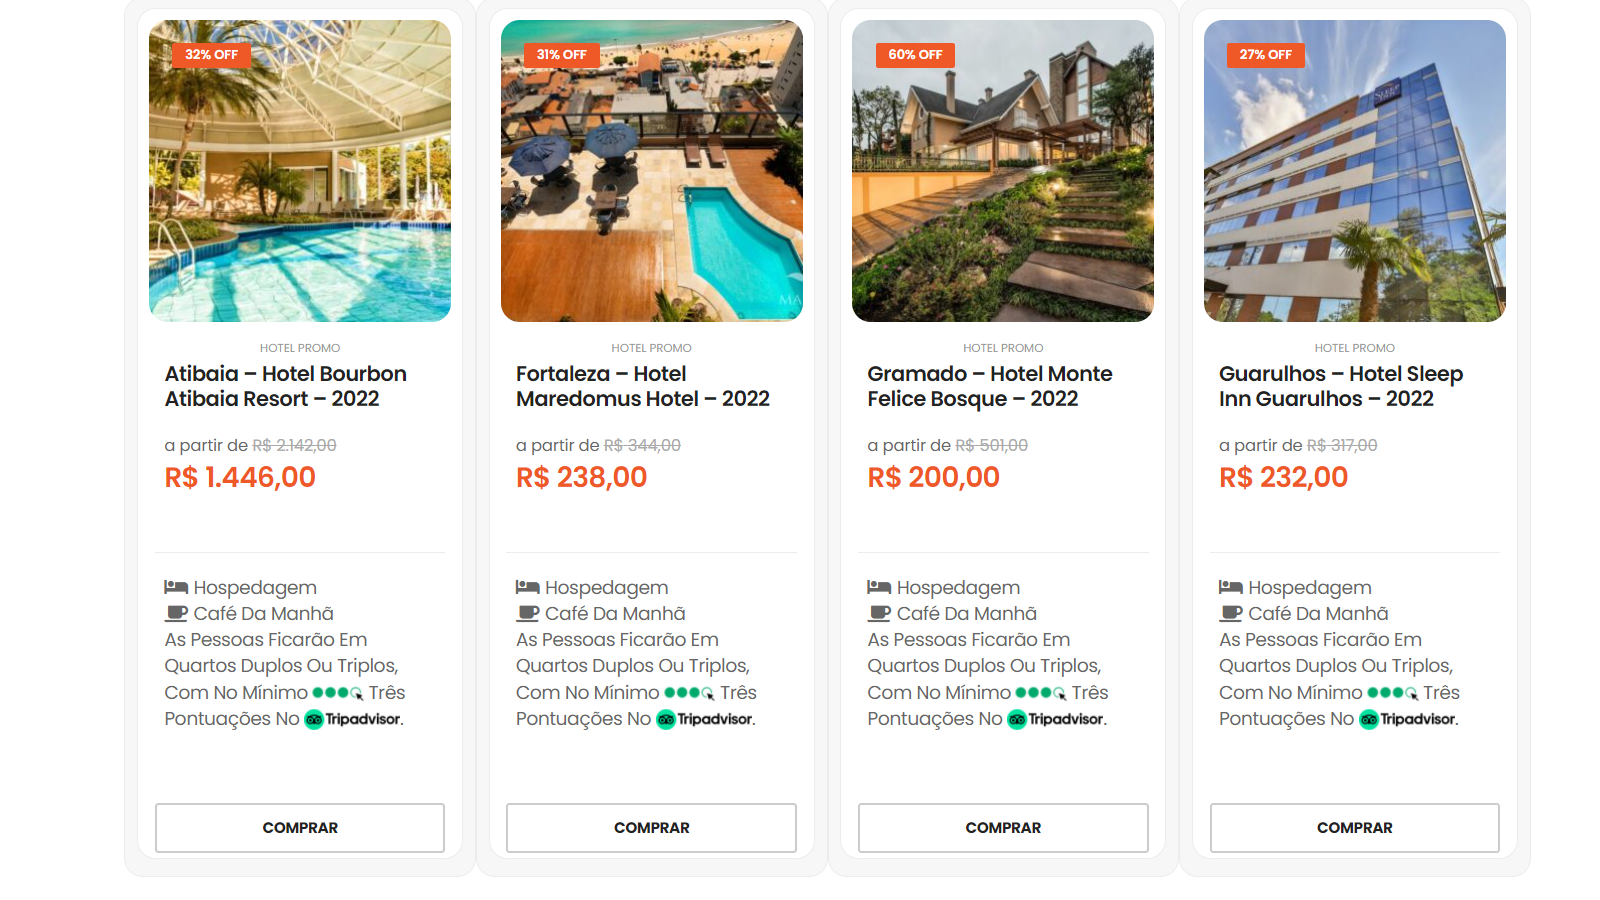 32% OFF
HOTEL PROMO
Atibaia – Hotel Bourbon
Atibaia Resort – 2022
a partir de R$ 2.142,00
R$ 1.446,00
Hospedagem
Café Da Manhã
As Pessoas Ficarão Em
Quartos Duplos Ou Triplos,
Com No Mínimo Três
Pontuações No Tripadvisor.
COMPRAR
31% OFF
MA
HOTEL PROMO
Fortaleza – Hotel
Maredomus Hotel – 2022
a partir de R$ 344,00
R$ 238,00
Hospedagem
Café Da Manhã
As Pessoas Ficarão Em
Quartos Duplos Ou Triplos,
Com No Mínimo Três
Pontuações No Tripadvisor.
COMPRAR
60% OFF
HOTEL PROMO
Gramado – Hotel Monte
Felice Bosque – 2022
a partir de R$ 501,00
R$ 200,00
Hospedagem
Café Da Manhã
As Pessoas Ficarão Em
Quartos Duplos Ou Triplos,
Com No Mínimo Três
Pontuações No Tripadvisor.
COMPRAR
27% OFF
SLEEP
INN
HOTEL PROMO
Guarulhos – Hotel Sleep
Inn Guarulhos – 2022
a partir de R$ 317,00
R$ 232,00
Hospedagem
Café Da Manhã
As Pessoas Ficarão Em
Quartos Duplos Ou Triplos,
Com No Mínimo Três
Pontuações No Tripadvisor.
COMPRAR